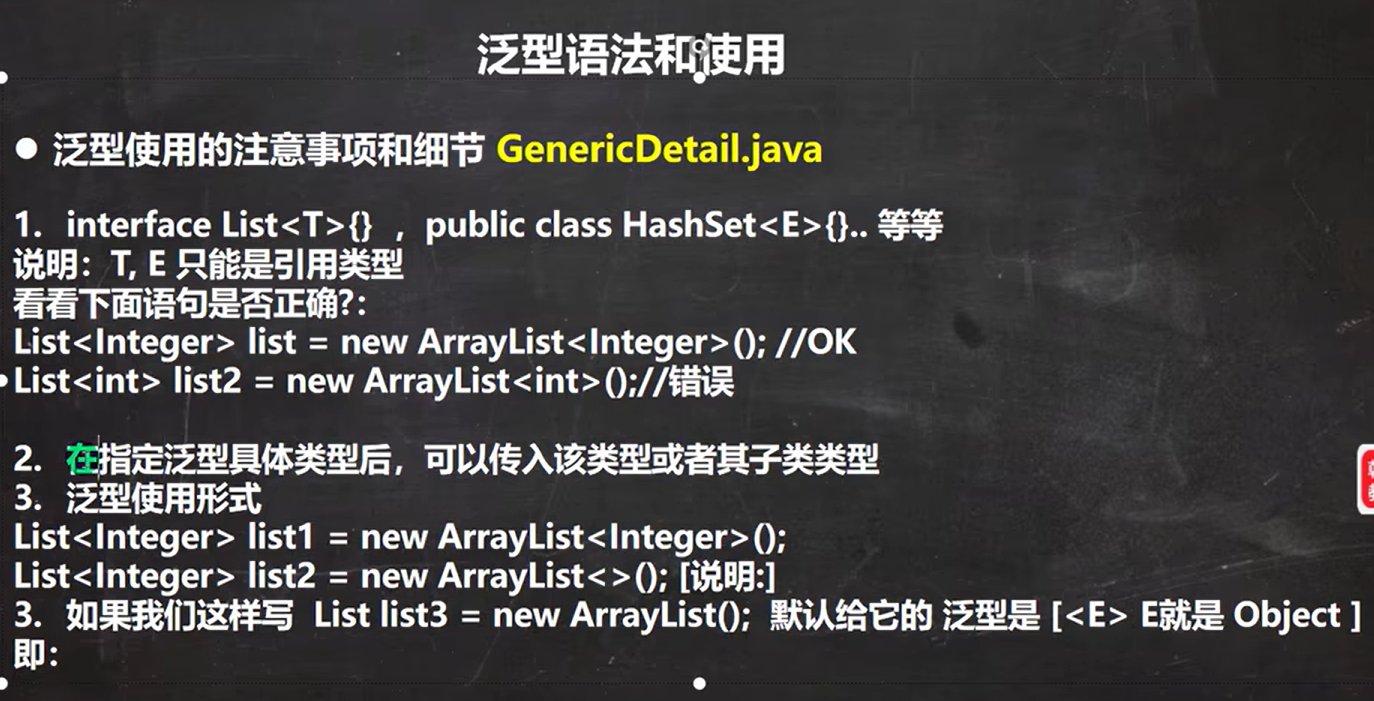 泛型语法和使用
● 泛型使用的注意事项和细节 GenericDetail.java
1. interface List<T>{} ，public class HashSet<E>{}.. 等等
说明：T, E 只能是引用类型
看看下面语句是否正确?：
List<Integer> list = new ArrayList<Integer>(); //OK
List<int> list2 = new ArrayList<int>();//错误
2. 在指定泛型具体类型后，可以传入该类型或者其子类类型
3. 泛型使用形式
List<Integer> list1 = new ArrayList<Integer>();
List<Integer> list2 = new ArrayList<>(); [说明:]
3. 如果我们这样写 List list3 = new ArrayList(); 默认给它的 泛型是 [<E> E就是 Object ]
即：